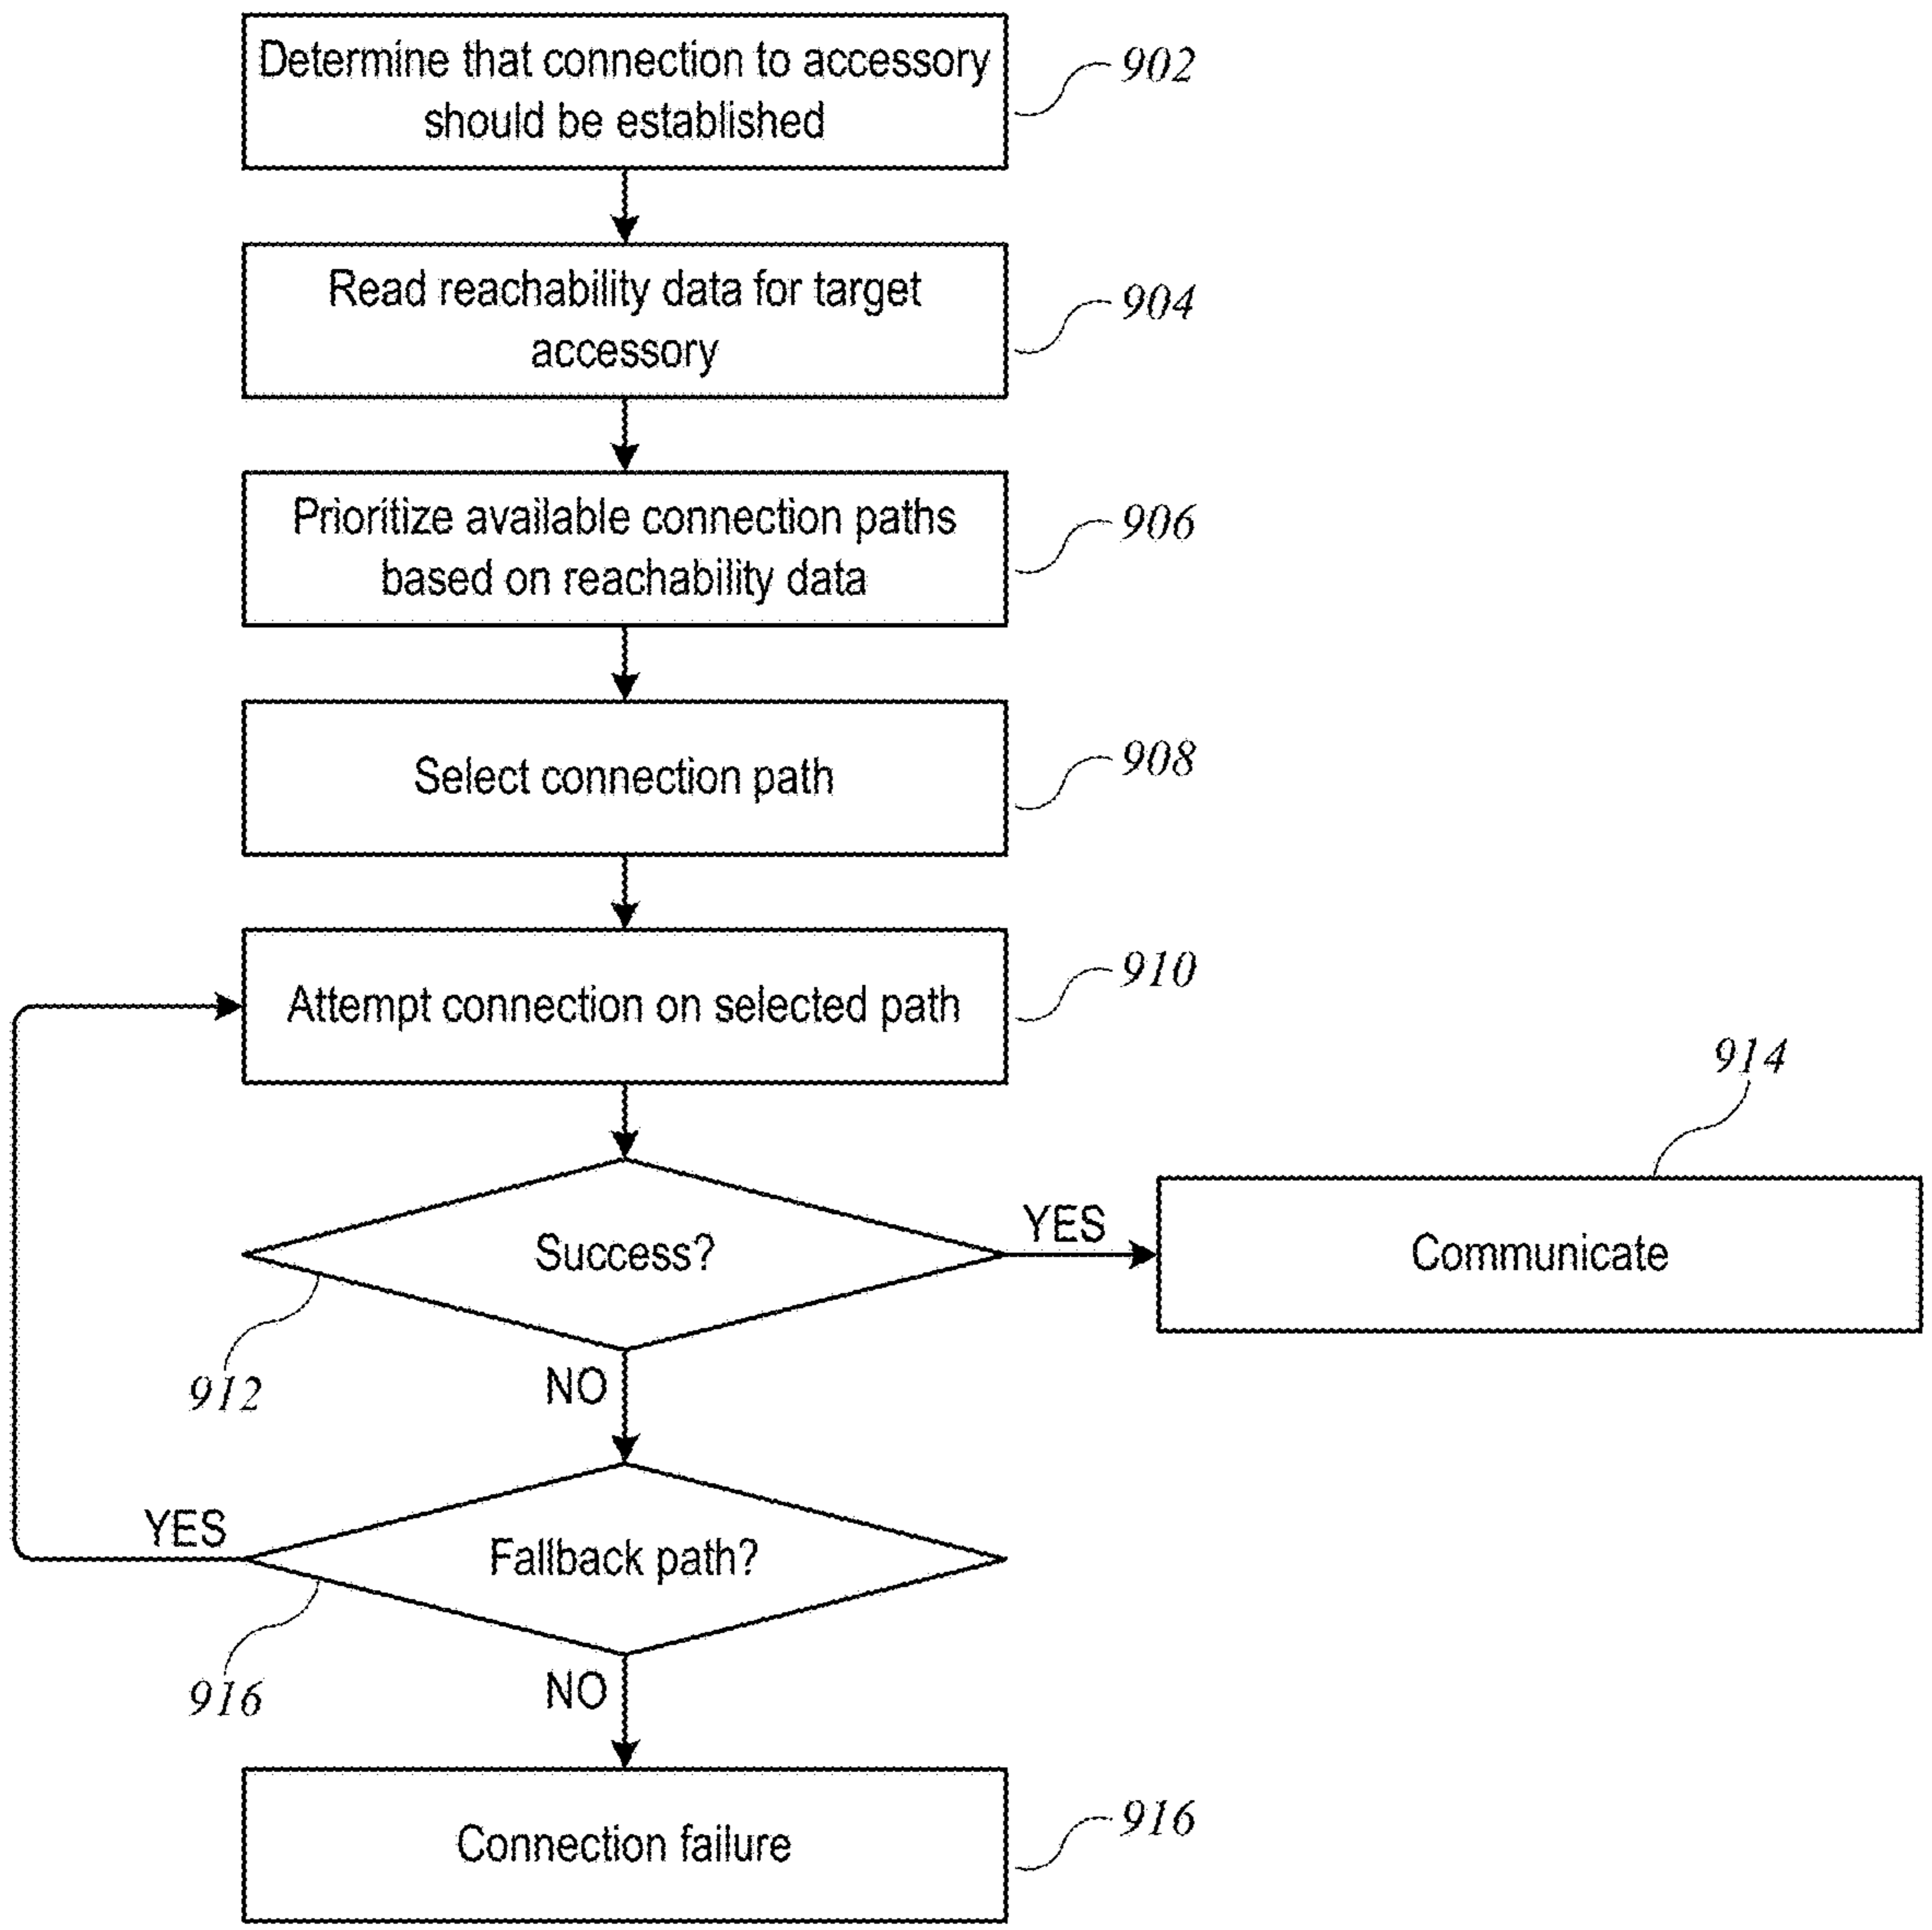 Determine that connection to accessory
should be established
902
Read reachability data for target
accessory
904
Prioritize available connection paths
based on reachability data
906
Select connection path
908
Attempt connection on selected path
910
914
Success?
YES
Communicate
912
NO
YES
Fallback path?
916
NO
Connection failure
916